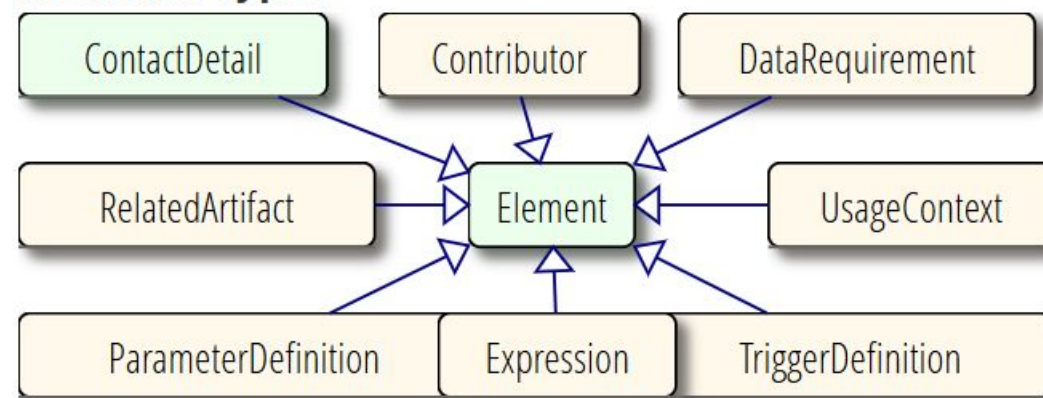 ContactDetail
Contributor
DataRequirement
RelatedArtifact
Element
UsageContext
ParameterDefinition
Expression
TriggerDefinition